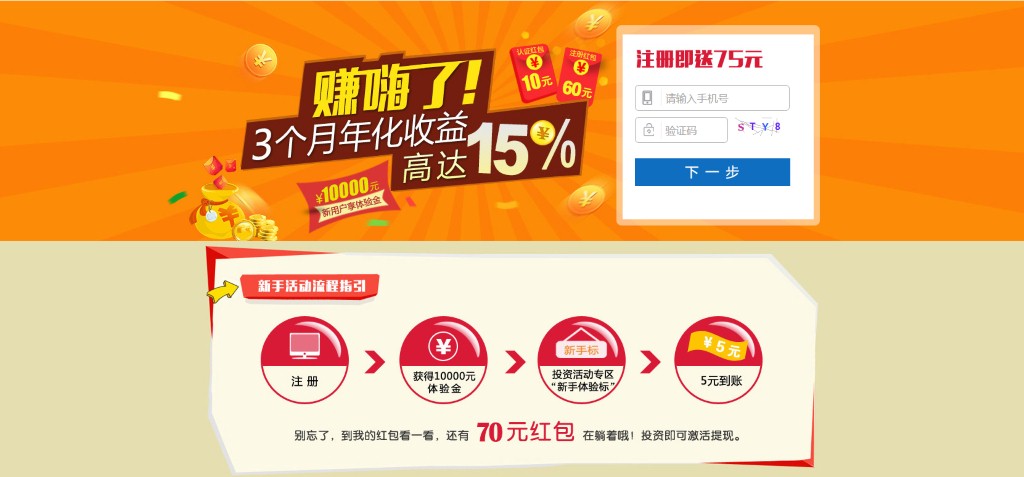 赚嗨了!
3个月年化收益
高达15%
¥10000元
新用户享体验金
认证红包
¥
10元
注册红包
¥
60元
注册即送75元
请输入手机号
验证码
STY8
下一步
新手活动流程指引
注册
¥
获得10000元
体验金
新手标
投资活动专区
“新手体验标”
¥5元
5元到账
别忘了，到我的红包看一看，还有 70元红包 在躺着哦！投资即可激活提现。